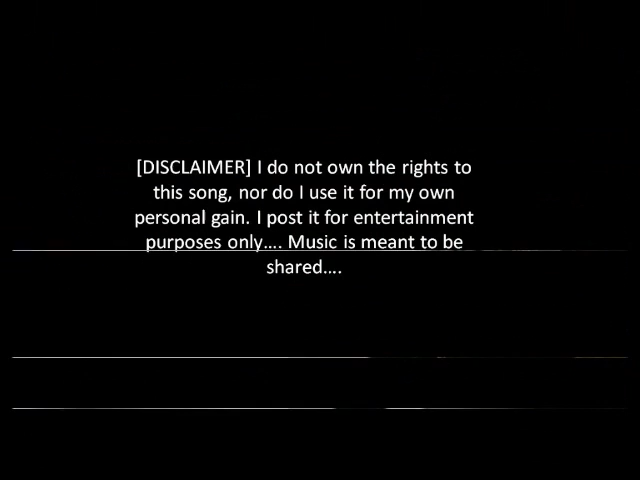 [DISCLAIMER] I do not own the rights to
this song, nor do I use it for my own
personal gain. I post it for entertainment
purposes only.... Music is meant to be
shared....